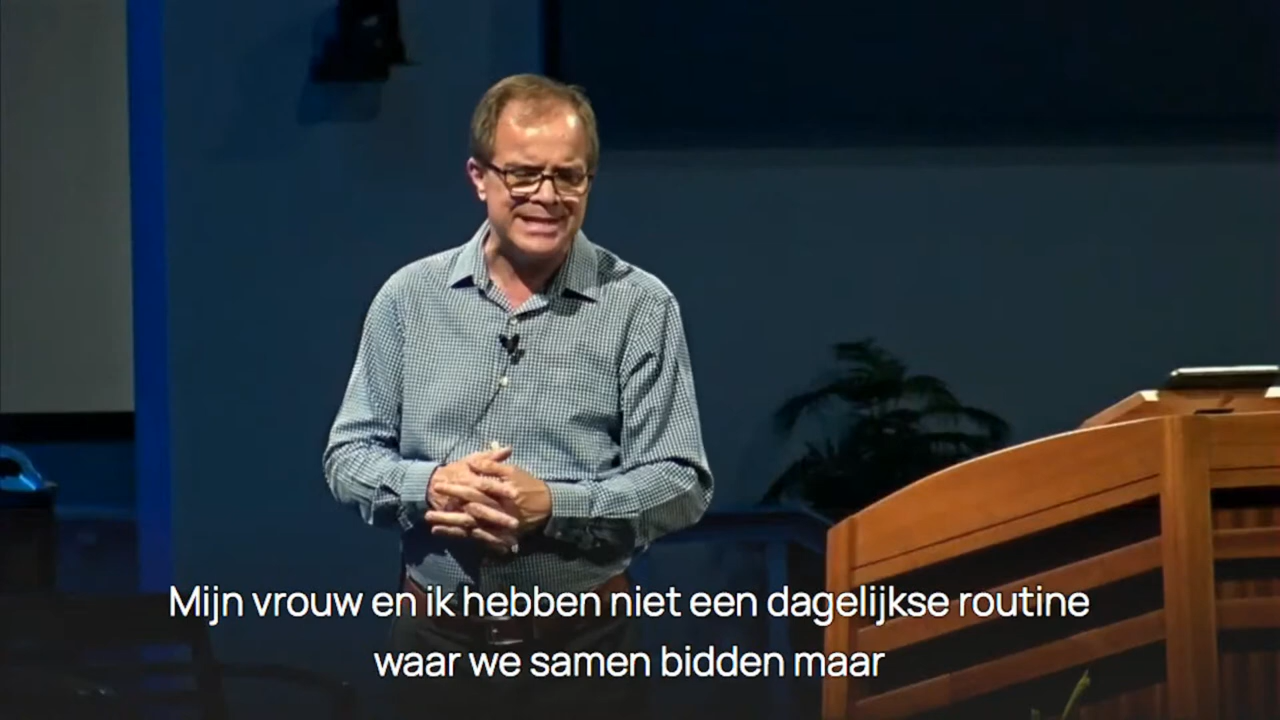 Mijn vrouw en ik hebben niet een dagelijkse routine
waar we samen bidden maar